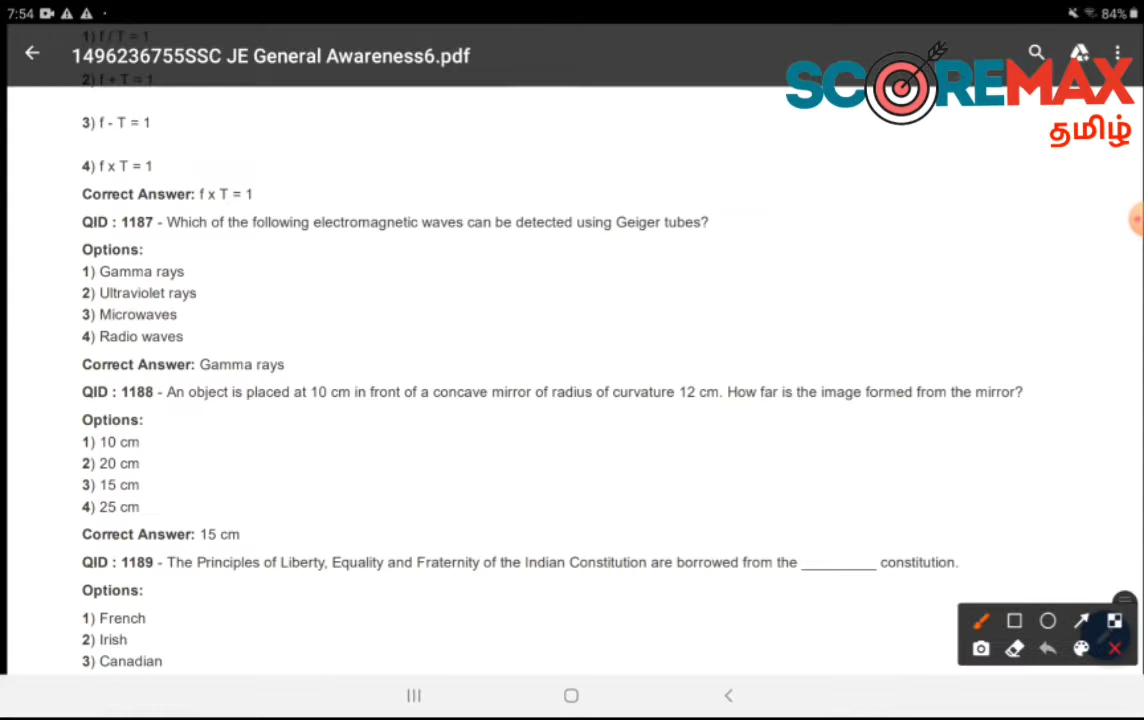 7:54
84%
1) f / T = 1
1496236755SSC JE General Awareness6.pdf
2) f + T = 1
SCOREMAX
தமிழ்
3) f - T = 1
4) f x T = 1
Correct Answer: f x T = 1
QID : 1187 - Which of the following electromagnetic waves can be detected using Geiger tubes?
Options:
1) Gamma rays
2) Ultraviolet rays
3) Microwaves
4) Radio waves
Correct Answer: Gamma rays
QID : 1188 - An object is placed at 10 cm in front of a concave mirror of radius of curvature 12 cm. How far is the image formed from the mirror?
Options:
1) 10 cm
2) 20 cm
3) 15 cm
4) 25 cm
Correct Answer: 15 cm
QID : 1189 - The Principles of Liberty, Equality and Fraternity of the Indian Constitution are borrowed from the _________ constitution.
Options:
1) French
2) Irish
3) Canadian